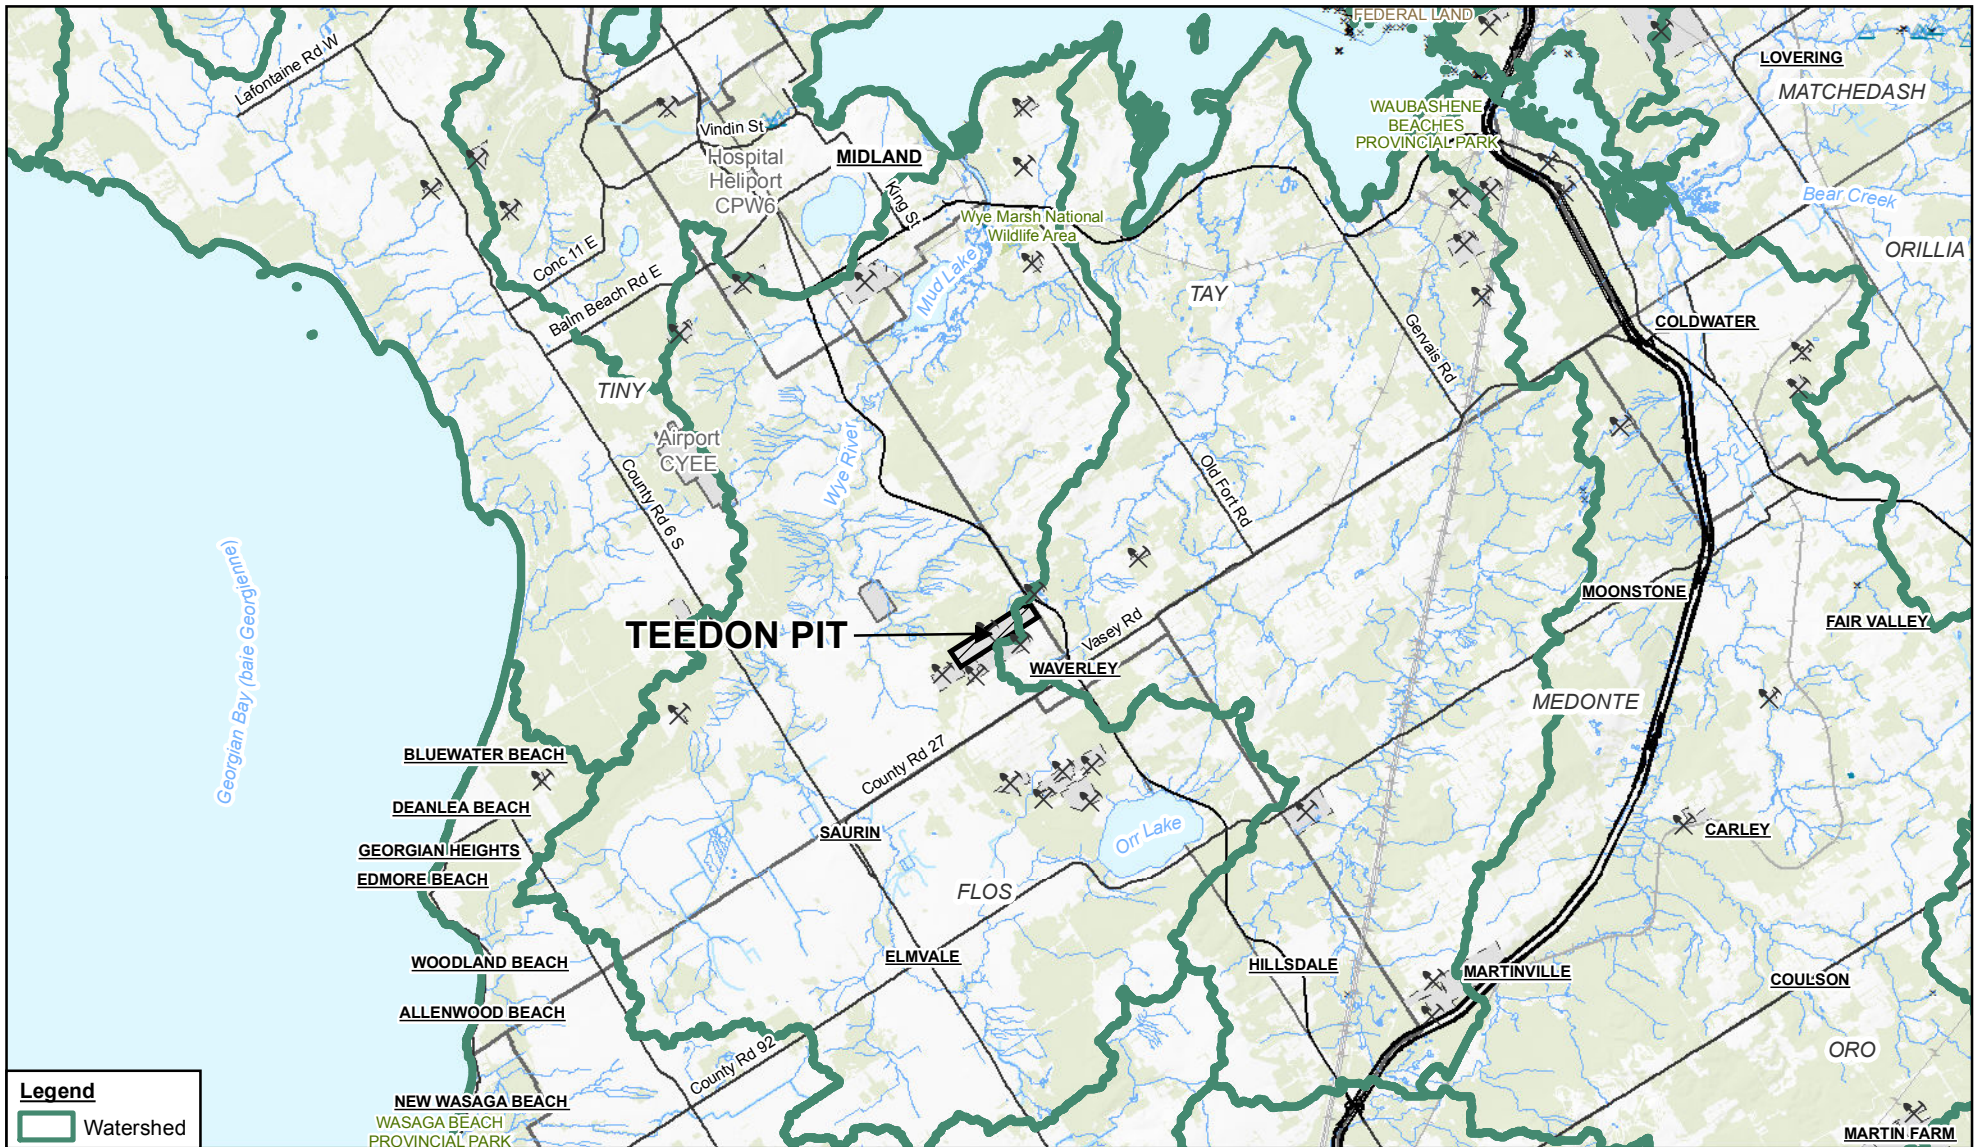 FEDERAL LAND
LOVERING
MATCHEDASH
Lafontaine Rd W
WAUBASHENE
BEACHES
PROVINCIAL PARK
Vindin St
MIDLAND
Hospital
Heliport
CPW6
King St
Bear Creek
Wye Marsh National
Wildlife Area
ORILLIA
Conc 11 E
Balm Beach Rd E
Mud Lake
TAY
COLDWATER
Gervais Rd
TINY
Airport
CYEE
Wye River
County Rd 6 S
Old Fort Rd
Georgian Bay (baie Georgienne)
MOONSTONE
FAIR VALLEY
TEEDON PIT
Vasey Rd
WAVERLEY
MEDONTE
BLUEWATER BEACH
County Rd 27
DEANLEA BEACH
SAURIN
Orr Lake
CARLEY
GEORGIAN HEIGHTS
EDMORE BEACH
FLOS
ELMVALE
WOODLAND BEACH
HILLSDALE
MARTINVILLE
COULSON
ALLENWOOD BEACH
ORO
County Rd 92
NEW WASAGA BEACH
WASAGA BEACH
PROVINCIAL PARK
MARTIN FARM
Legend
Watershed